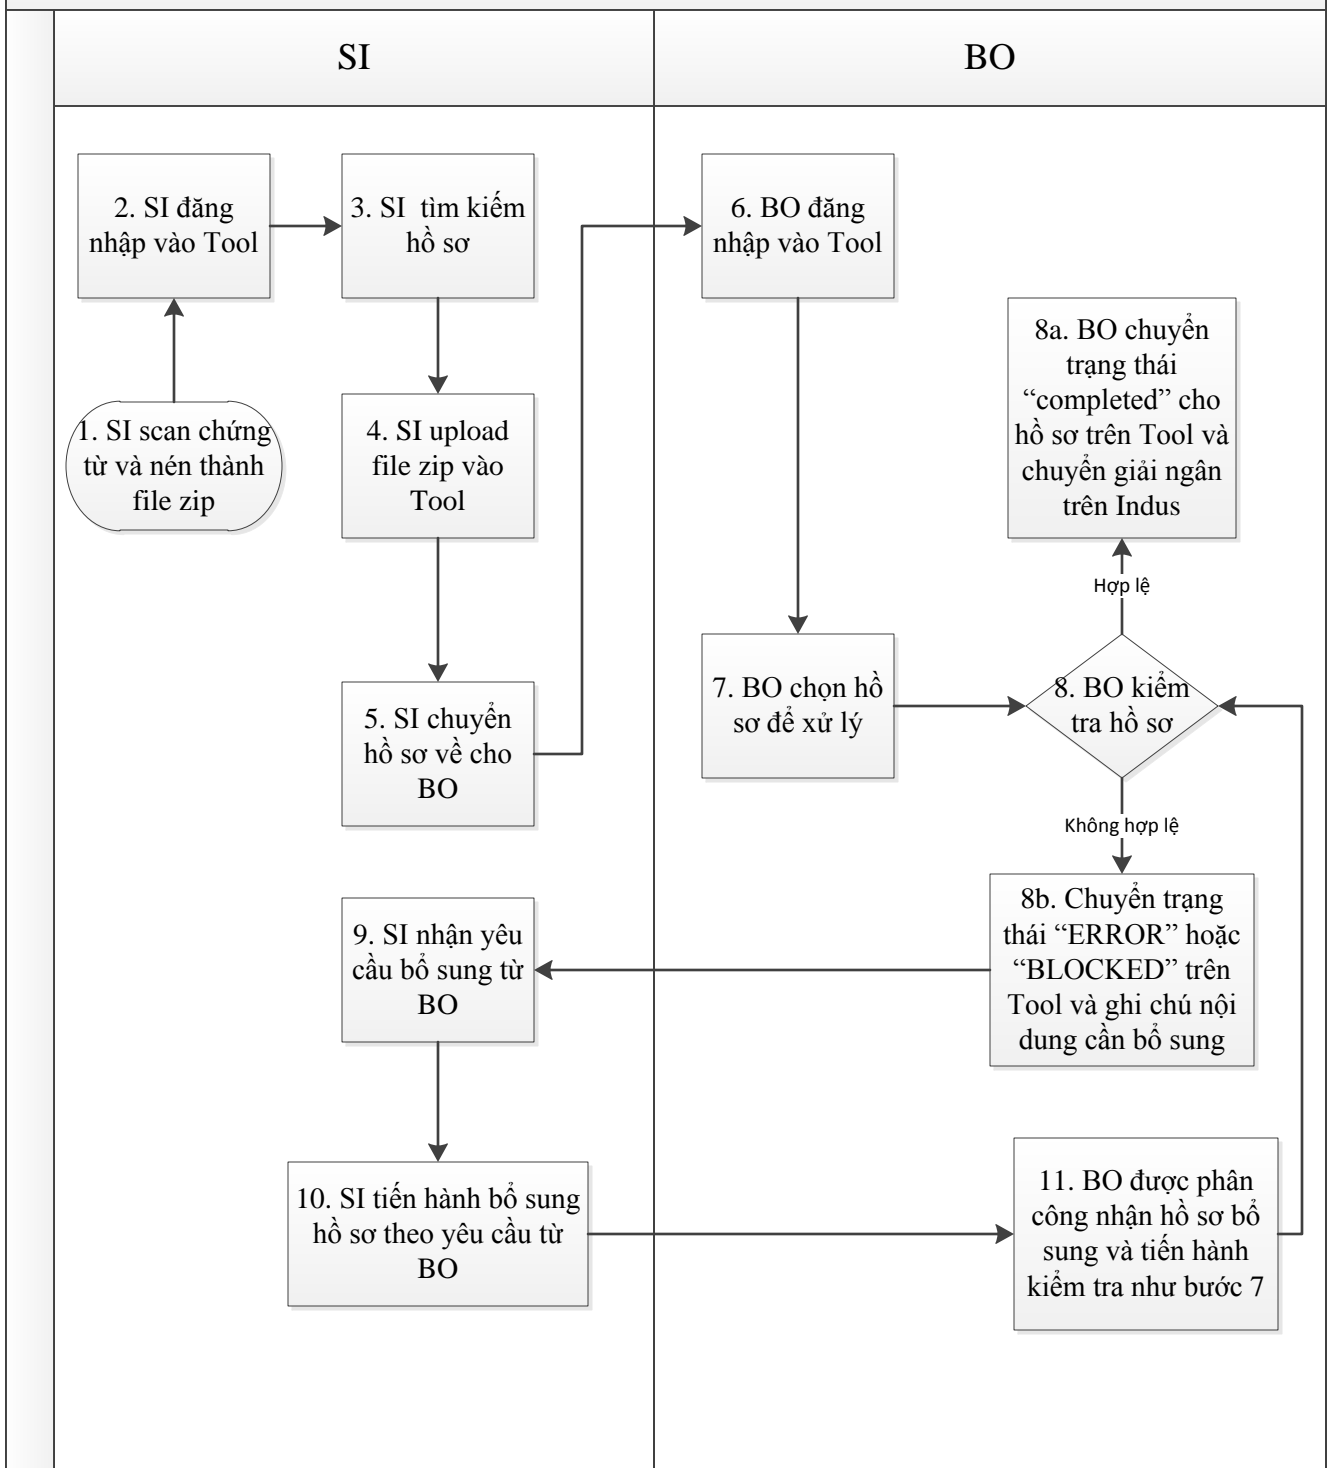 SI
BO
2. SI đăng
nhập vào Tool
3. SI tìm kiếm
hồ sơ
6. BO đăng
nhập vào Tool
1. SI scan chứng
từ và nén thành
file zip
4. SI upload
file zip vào
Tool
8a. BO chuyển
trạng thái
“completed” cho
hồ sơ trên Tool và
chuyển giải ngân
trên Indus
Hợp lệ
5. SI chuyển
hồ sơ về cho
BO
7. BO chọn hồ
sơ để xử lý
8. BO kiểm
tra hồ sơ
Không hợp lệ
9. SI nhận yêu
cầu bổ sung từ
BO
8b. Chuyển trạng
thái “ERROR” hoặc
“BLOCKED” trên
Tool và ghi chú nội
dung cần bổ sung
10. SI tiến hành bổ sung
hồ sơ theo yêu cầu từ
BO
11. BO được phân
công nhận hồ sơ bổ
sung và tiến hành
kiểm tra như bước 7